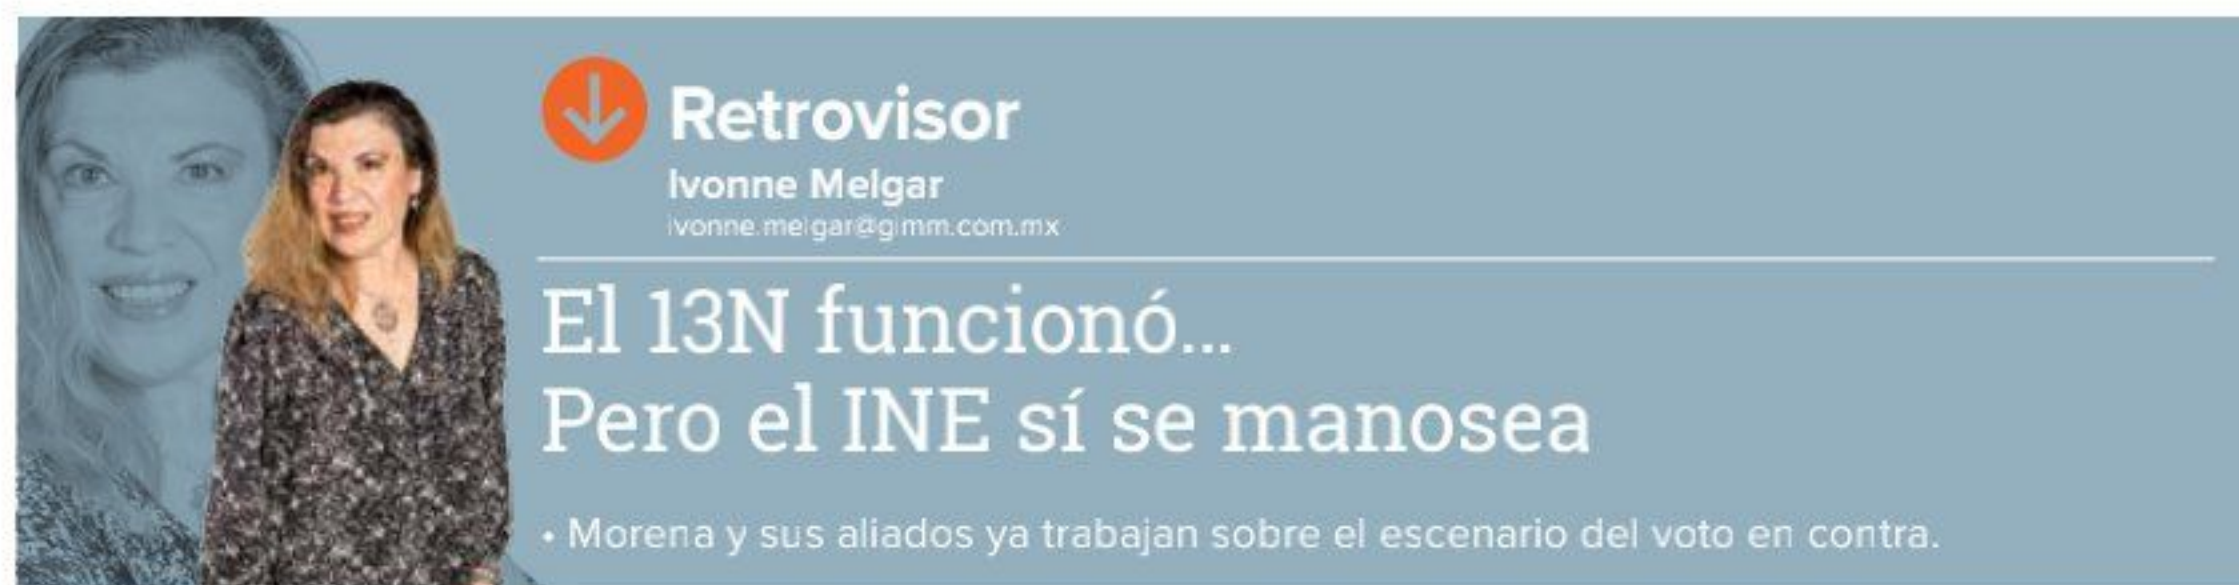 Retrovisor
Ivonne Melgar
ivonne.melgar@gimm.com.mx
El 13N funcionó...
Pero el INE sí se manosea
• Morena y sus aliados ya trabajan sobre el escenario del voto en contra.